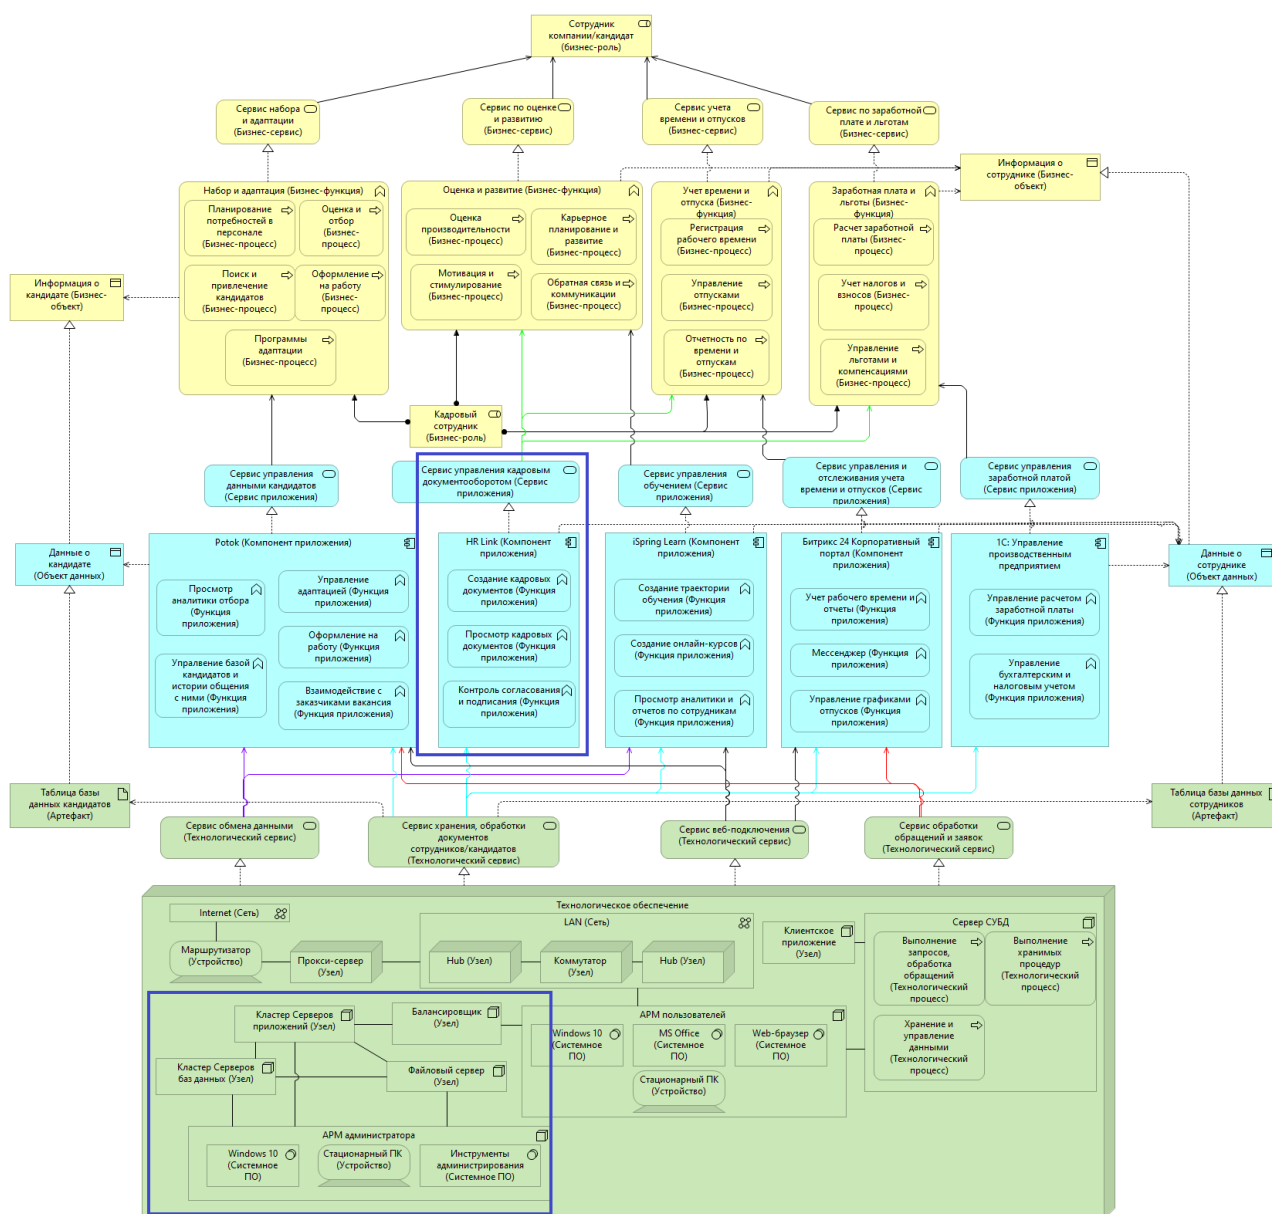 Сотрудник
компании/кандидат
(бизнес-роль)
Сервис набора
и адаптации
(Бизнес-сервис)
Сервис по оценке
и развитию
(Бизнес-сервис)
Сервис учета
времени и отпусков
(Бизнес-сервис)
Сервис по заработной
плате и льготам
(Бизнес-сервис)
Информация о
сотруднике (Бизнес-
объект)
Набор и адаптация (Бизнес-функция)
Планирование
потребностей в
персонале
(Бизнес-процесс)
Оценка и
отбор
(Бизнес-
процесс)
Поиск и
привлечение
кандидатов
(Бизнес-процесс)
Оформление
на работу
(Бизнес-
процесс)
Программы
адаптации
(Бизнес-процесс)
Оценка и развитие (Бизнес-функция)
Оценка
производительности
(Бизнес-процесс)
Карьерное
планирование и
развитие
(Бизнес-процесс)
Мотивация и
стимулирование
(Бизнес-процесс)
Обратная связь и
коммуникации
(Бизнес-процесс)
Учет времени и
отпуска (Бизнес-
функция)
Регистрация
рабочего времени
(Бизнес-процесс)
Управление
отпусками
(Бизнес-процесс)
Отчетность по
времени и
отпускам
(Бизнес-процесс)
Заработная плата и
льготы (Бизнес-
функция)
Расчет заработной
платы (Бизнес-
процесс)
Учет налогов и
взносов (Бизнес-
процесс)
Управление
льготами и
компенсациями
(Бизнес-процесс)
Информация о
кандидате (Бизнес-
объект)
Кадровый
сотрудник
(Бизнес-роль)
Сервис управления
данными кандидатов
(Сервис приложения)
Сервис управления кадровым
документооборотом (Сервис
приложения)
Сервис управления
обучением (Сервис
приложения)
Сервис управления и
отслеживания учета
времени и отпусков (Сервис
приложения)
Сервис управления
заработной платой
(Сервис приложения)
Данные о
кандидате
(Объект данных)
Potok (Компонент приложения)
Просмотр
аналитики отбора
(Функция
приложения)
Управление
адаптацией (Функция
приложения)
Оформление на
работу (Функция
приложения)
Упралвение базой
кандидатов и
истории общения
с ними (Функция
приложения)
Взаимодействие с
заказчиками вакансия
(Функция приложения)
HR Link (Компонент
приложения)
Создание кадровых
документов (Функция
приложения)
Просмотр кадровых
документов (Функция
приложения)
Контроль согласования
и подписания (Функция
приложения)
iSpring Learn (Компонент
приложения)
Создание траектории
обучения (Функция
приложения)
Создание онлайн-курсов
(Функция приложения)
Просмотр аналитики и
отчетов по сотрудникам
(Функция приложения)
Битрикс 24 Корпоративный
портал (Компонент
приложения)
Учет рабочего времени и
отчеты (Функция
приложения)
Мессенджер (Функция
приложения)
Управление графиками
отпусков (Функция
приложения)
1С: Управление
производственным
предприятием
Управление расчетом
заработной платы
(Функция приложения)
Управление
бухгалтерским и
налоговым учетом
(Функция приложения)
Данные о
сотруднике
(Объект данных)
Таблица базы
данных кандидатов
(Артефакт)
Сервис обмена данными
(Технологический сервис)
Сервис хранения, обработки
документов
сотрудников/кандидатов
(Технологический сервис)
Сервис веб-подключения
(Технологический сервис)
Сервис обработки
обращений и заявок
(Технологический сервис)
Таблица базы данных
сотрудников
(Артефакт)
Технологическое обеспечение
Internet (Сеть)
Маршрутизатор
(Устройство)
Прокси-сервер
(Узел)
LAN (Сеть)
Hub (Узел)
Коммутатор
(Узел)
Hub (Узел)
Клиентское
приложение
(Узел)
Сервер СУБД
Выполнение
запросов,
обработка
обращений
(Технологический
процесс)
Выполнение
хранимых
процедур
(Технологический
процесс)
Хранение и
управление
данными
(Технологический
процесс)
Кластер Серверов
приложений (Узел)
Балансировщик
(Узел)
Кластер Серверов
баз данных (Узел)
Файловый сервер
(Узел)
АРМ пользователей
Windows 10
(Системное
ПО)
MS Office
(Системное
ПО)
Web-браузер
(Системное
ПО)
Стационарный ПК
(Устройство)
АРМ администратора
Windows 10
(Системное
ПО)
Стационарный ПК
(Устройство)
Инструменты
администрирования
(Системное ПО)